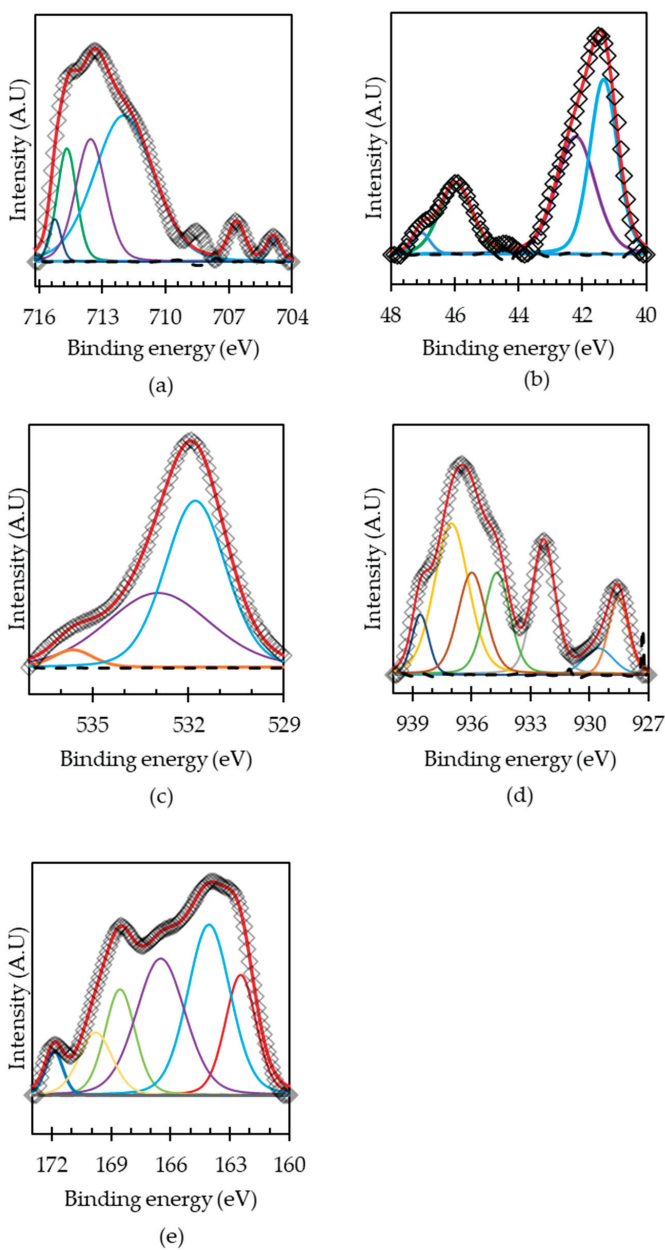 Intensity (A.U)
716 713 710 707 704
Binding energy (eV)
(a)
Intensity (A.U)
48 46 44 42 40
Binding energy (eV)
(b)
Intensity (A.U)
535 532 529
Binding energy (eV)
(c)
Intensity (A.U)
939 936 933 930 927
Binding energy (eV)
(d)
Intensity (A.U)
172 169 166 163 160
Binding energy (eV)
(e)